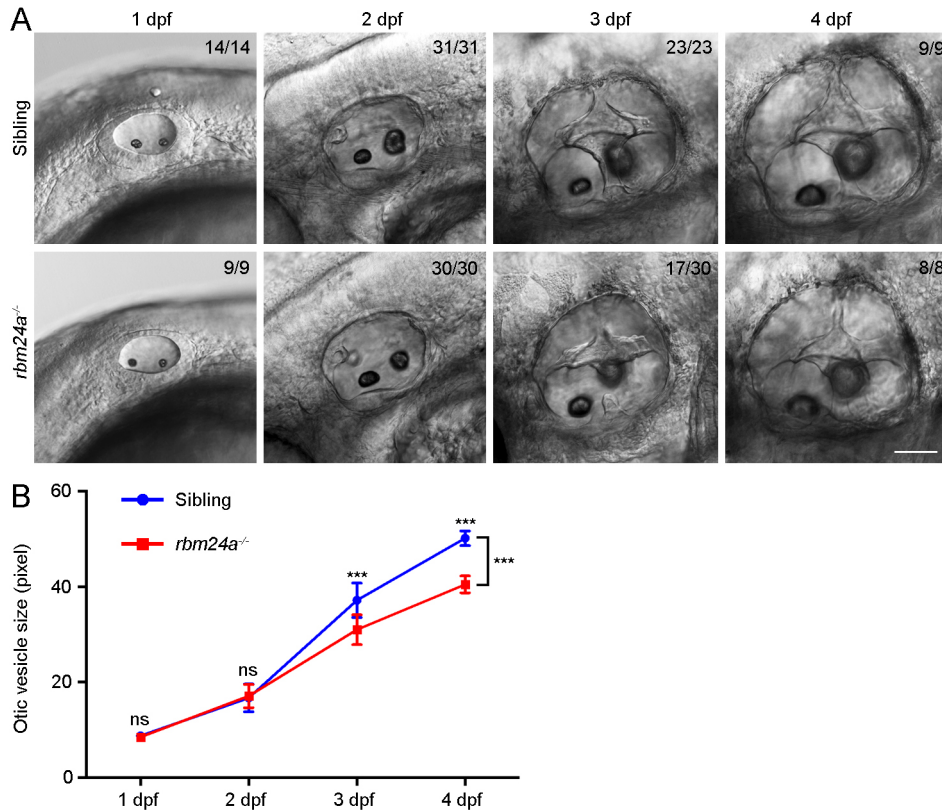 A
1 dpf 2 dpf 3 dpf 4 dpf
Sibling
14/14 31/31 23/23 9/9
rbm24a-/-
9/9 30/30 17/30 8/8
B
60
40
20
0
Otic vesicle size (pixel)
Sibling
rbm24a-/-
ns
ns
***
***
***
1 dpf 2 dpf 3 dpf 4 dpf